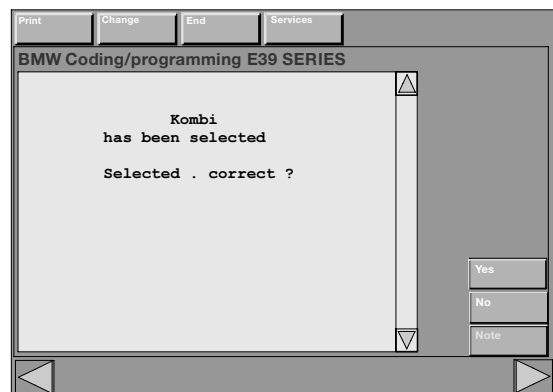 Print Change End Services
BMW Coding/programming E39 SERIES
Kombi
has been selected
Selected . correct ?
Yes
No
Note